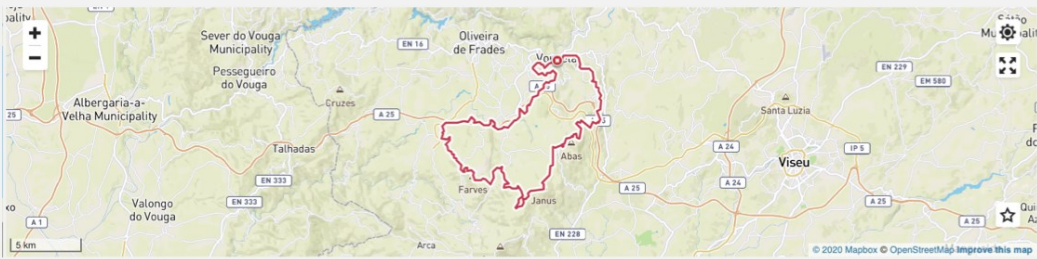 +
−
Sever do Vouga
Municipality
Pessegueiro
do Vouga
Albergaria-a-
Velha Municipality
25
Talhadas
EN 333
EN 333
Valongo
do Vouga
A 1
5 km
EN 16
Oliveira
de Frades
Cruzes
A 25
Abas
Farves
Janus
Arca
EN 228
A 25
EN 229
EM 580
Santa Luzia
A 24
IP 5
Viseu
A 24
A 25
A 25
© 2020 Mapbox © OpenStreetMap Improve this map